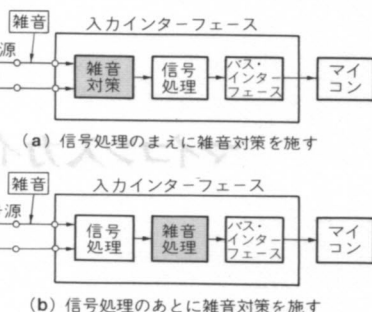 雑音
入力インターフェース
源
雑音
対策
信号
処理
バス・
インター
フェース
マイ
コン
(a) 信号処理のまえに雑音対策を施す
雑音
入力インターフェース
源
信号
処理
雑音
処理
バス・
インター
フェース
マイ
コン
(b) 信号処理のあとに雑音対策を施す